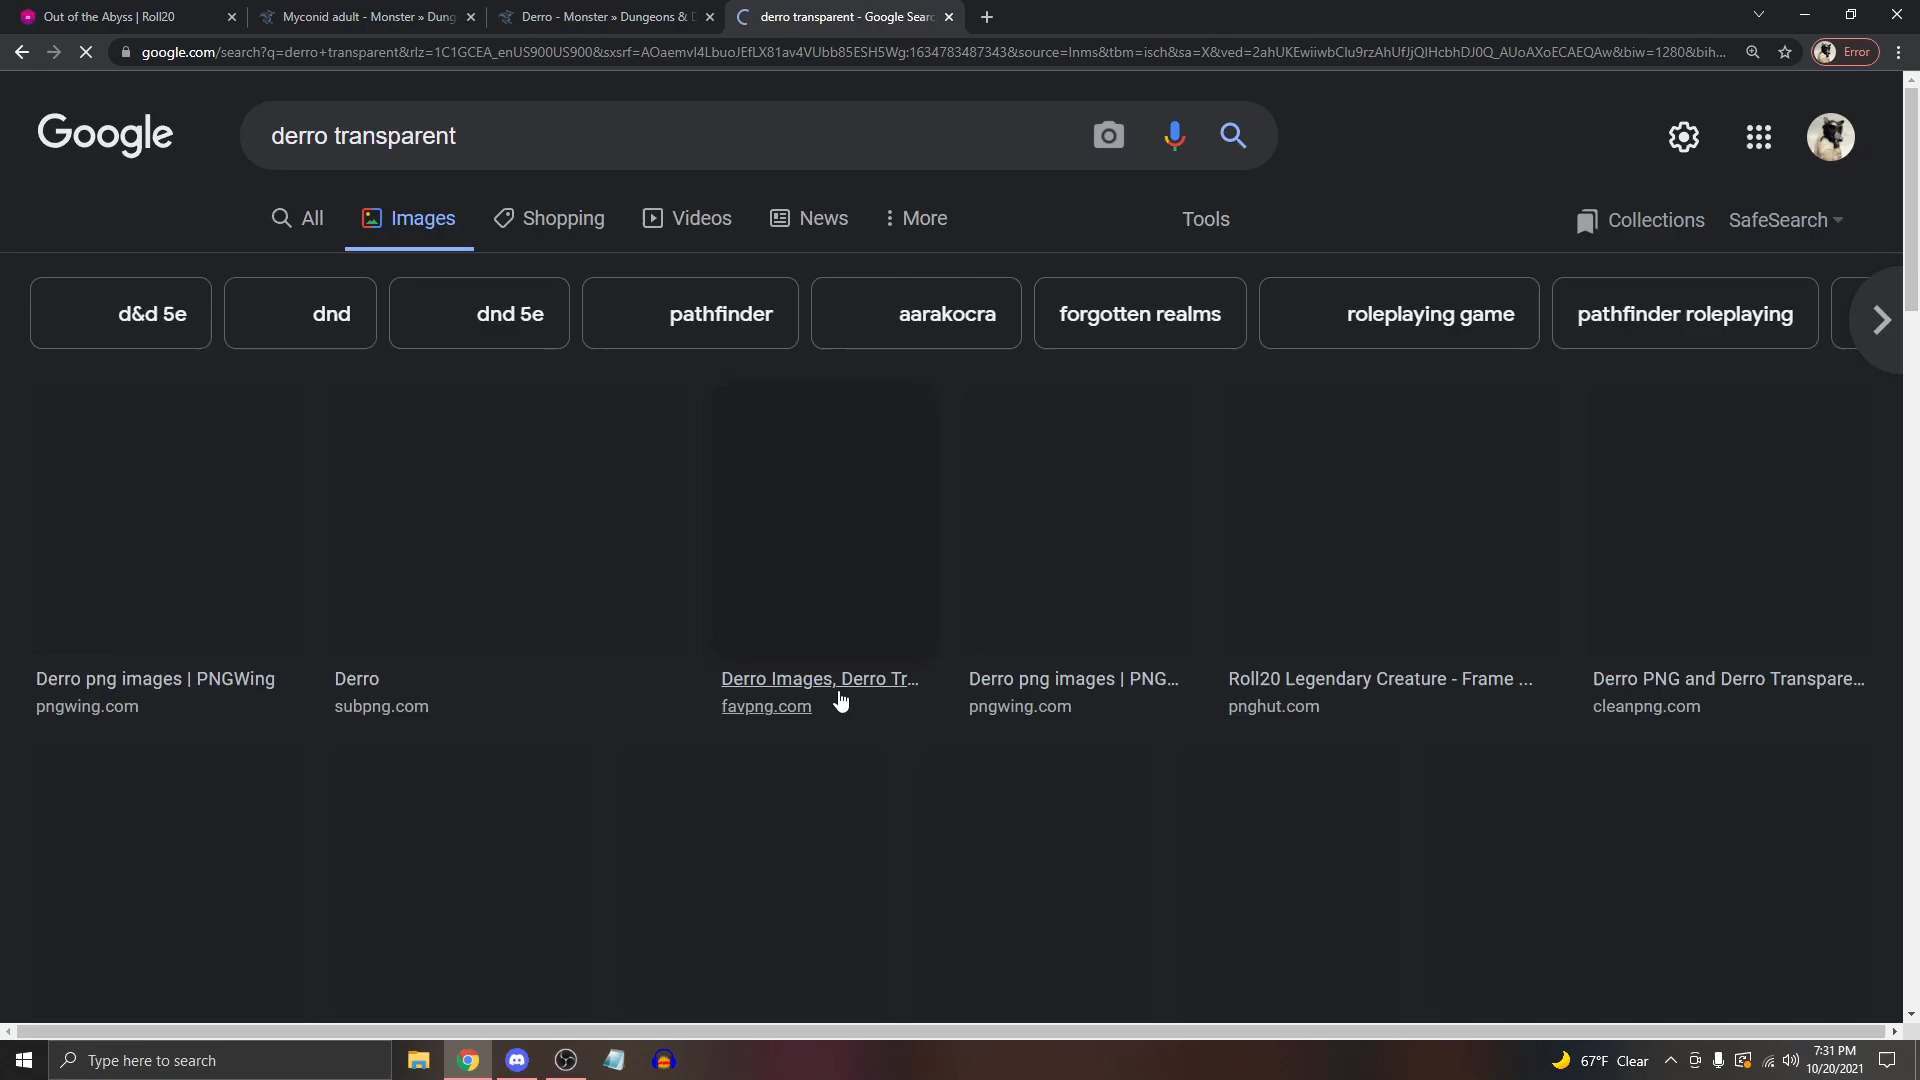 Out of the Abyss | Roll20
Myconid adult - Monster » Dung
Derro - Monster » Dungeons &
derro transparent - Google Searc
google.com/search?q=derro+transparent&rlz=1C1GCEA_enUS900US900&sxsrf=AOaemvl4LbuoJEfLX81av4VUbb85ESH5Wg:1634783487343&source=lnms&tbm=isch&sa=X&ved=2ahUKEwiiwbClu9rzAhUfJjQIHcbhDJ0Q_AUoAXoECAEQAw&biw=1280&bih...
Error
Google
derro transparent
All
Images
Shopping
Videos
News
More
Tools
Collections
SafeSearch
d&d 5e
dnd
dnd 5e
pathfinder
aarakocra
forgotten realms
roleplaying game
pathfinder roleplaying
Derro png images | PNGWing
pngwing.com
Derro
subpng.com
Derro Images, Derro Tr...
favpng.com
Derro png images | PNG...
pngwing.com
Roll20 Legendary Creature - Frame ...
pnghut.com
Derro PNG and Derro Transpare...
cleanpng.com
Type here to search
67°F Clear
7:31 PM
10/20/2021